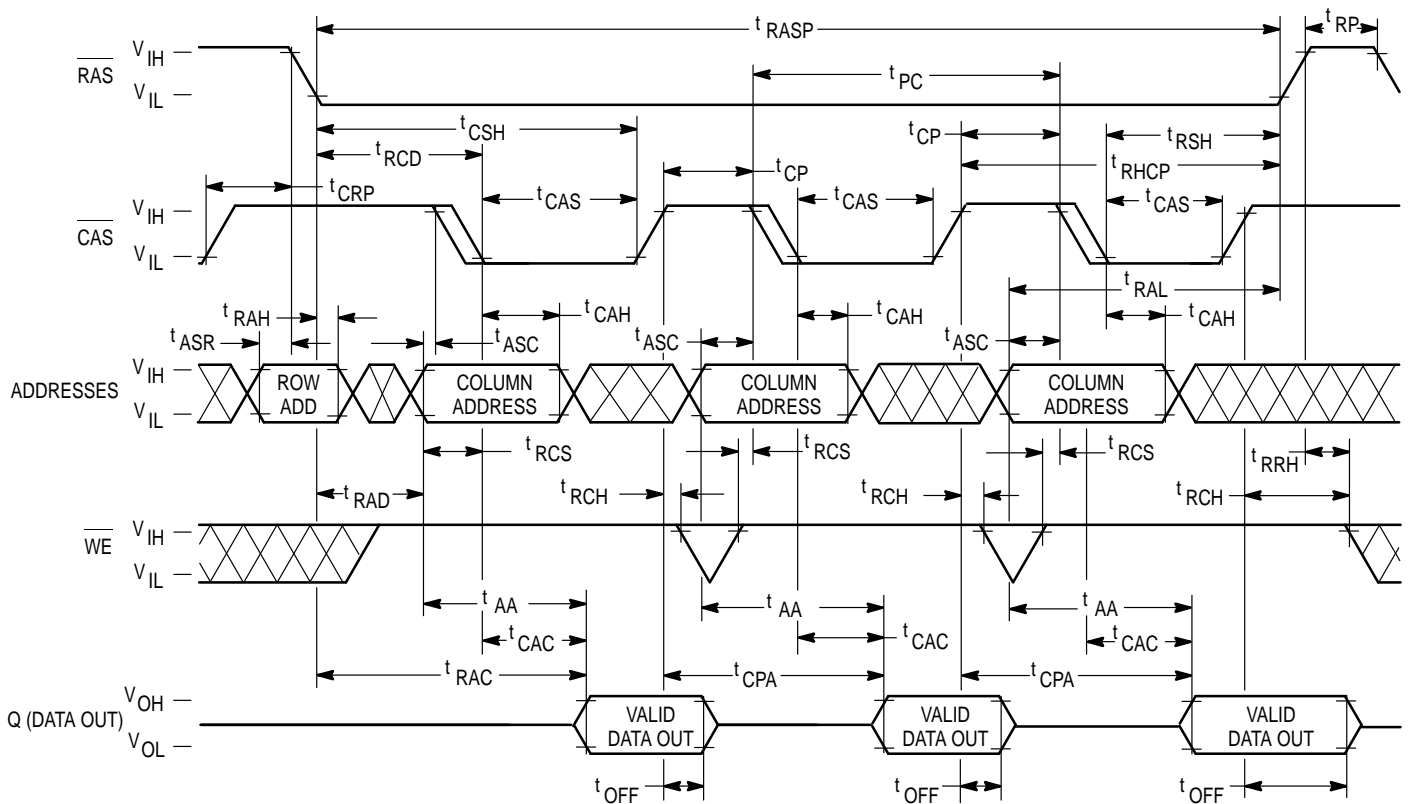 t RASP
t RP
RAS
V IH
V IL
t PC
t CSH
t CP
t RSH
t RCD
t RHCP
t CRP
t CP
t CAS
t CAS
t CAS
CAS
V IH
V IL
t RAL
t RAH
t CAH
t CAH
t CAH
t ASR
t ASC
t ASC
t ASC
ADDRESSES
V IH
V IL
ROW
ADD
COLUMN
ADDRESS
COLUMN
ADDRESS
COLUMN
ADDRESS
t RCS
t RCS
t RCS
t RRH
t RAD
t RCH
t RCH
t RCH
WE
V IH
V IL
t AA
t AA
t AA
t CAC
t CAC
t CAC
t RAC
t CPA
t CPA
Q (DATA OUT)
V OH
V OL
VALID
DATA OUT
VALID
DATA OUT
VALID
DATA OUT
t OFF
t OFF
t OFF